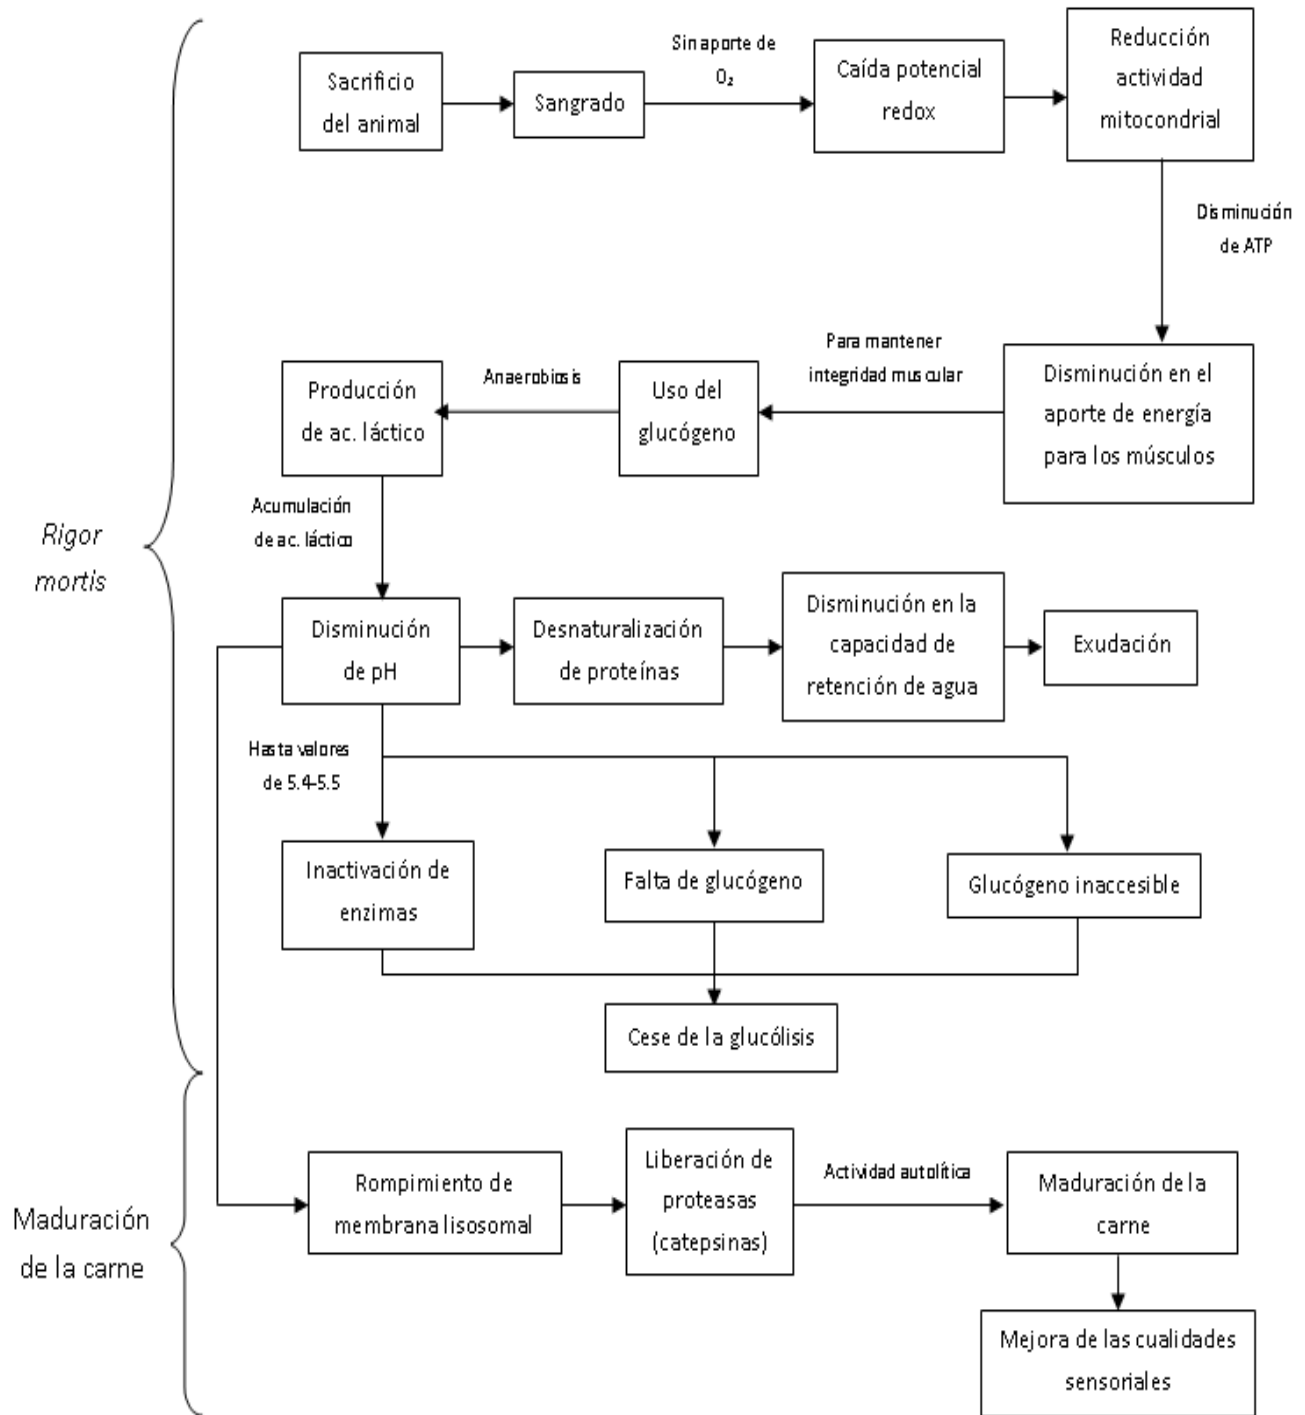 Sacrificio
del animal
Sangrado
Sin aporte de
O₂
Caída potencial
redox
Reducción
actividad
mitocondrial
Disminución
de ATP
Disminución en el
aporte de energía
para los músculos
Para mantener
integridad muscular
Uso del
glucógeno
Anaerobiosis
Producción
de ac. láctico
Acumulación
de ac. láctico
Rigor
mortis
Disminución
de pH
Desnaturalización
de proteínas
Disminución en la
capacidad de
retención de agua
Exudación
Hasta valores
de 5.4-5.5
Inactivación de
enzimas
Falta de glucógeno
Glucógeno inaccesible
Cese de la glucólisis
Maduración
de la carne
Rompimiento de
membrana lisosomal
Liberación de
proteasas
(catepsinas)
Actividad autolítica
Maduración de la
carne
Mejora de las cualidades
sensoriales